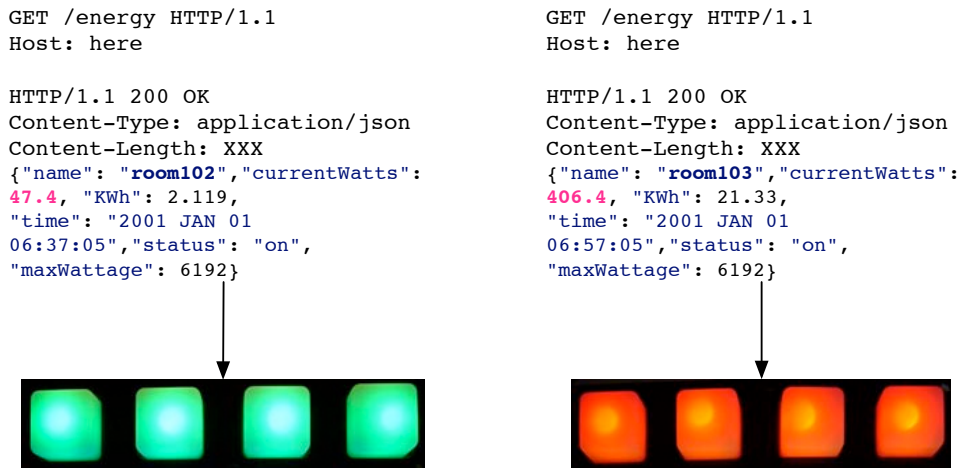 GET /energy HTTP/1.1
Host: here
HTTP/1.1 200 OK
Content-Type: application/json
Content-Length: XXX
{"name": "room102","currentWatts":
47.4, "KWh": 2.119,
"time": "2001 JAN 01
06:37:05","status": "on",
"maxWattage": 6192}
GET /energy HTTP/1.1
Host: here
HTTP/1.1 200 OK
Content-Type: application/json
Content-Length: XXX
{"name": "room103","currentWatts":
406.4, "KWh": 21.33,
"time": "2001 JAN 01
06:57:05","status": "on",
"maxWattage": 6192}